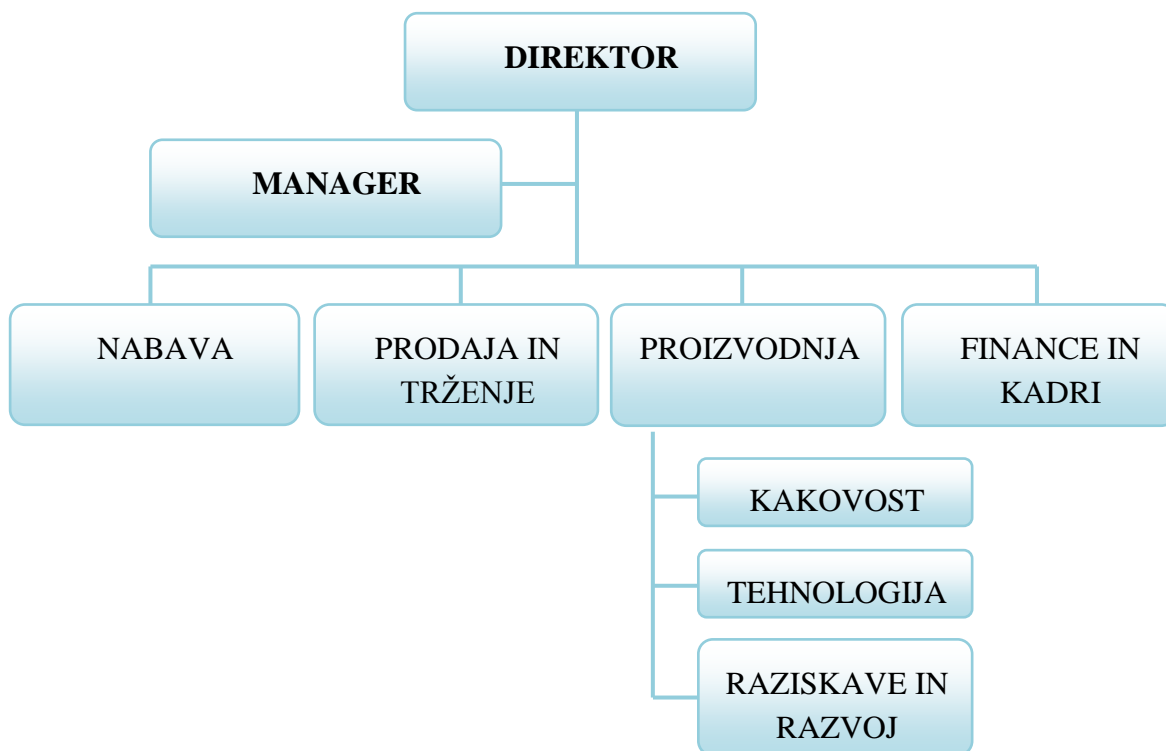 DIREKTOR
MANAGER
NABAVA
PRODAJA IN
TRŽENJE
PROIZVODNJA
FINANCE IN
KADRI
KAKOVOST
TEHNOLOGIJA
RAZISKAVE IN
RAZVOJ